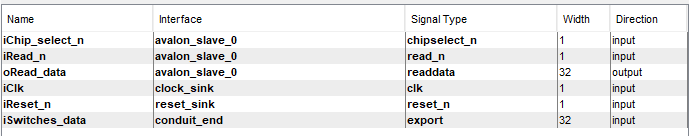 Name Interface Signal Type Width Direction
iChip_select_n avalon_slave_0 chipselect_n 1 input
iRead_n avalon_slave_0 read_n 1 input
oRead_data avalon_slave_0 readdata 32 output
iClk clock_sink clk 1 input
iReset_n reset_sink reset_n 1 input
iSwitches_data conduit_end export 32 input